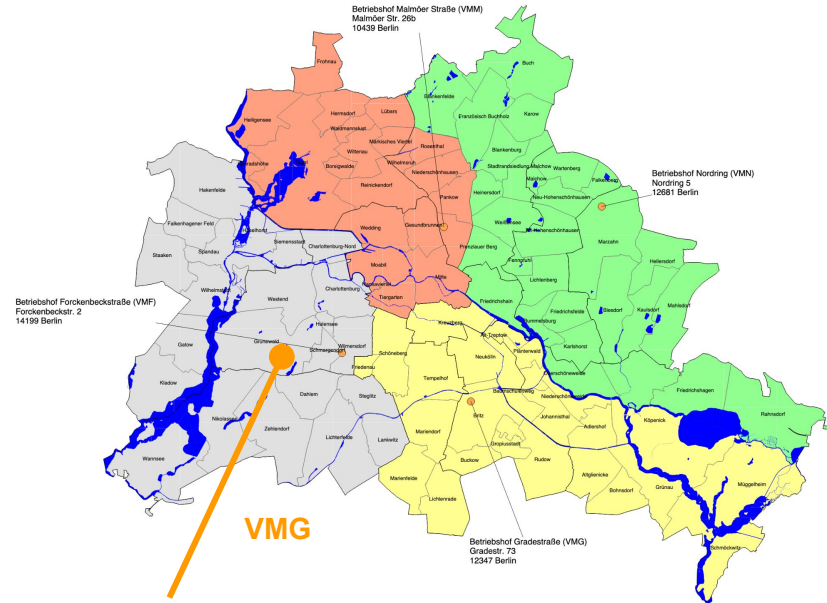 Betriebshof Malmöer Straße (VMM)
Malmöer Str. 26b
10439 Berlin
Frohnau
Buch
Blankenfelde
Lübars
Hermsdorf
Heiligensee
Französisch Buchholz
Karow
Waidmannslust
Märkisches Viertel
Rosenthal
Wittenau
Blankenburg
Wilhelmsruh
Borsigwalde
Stadtrandsiedlung Malchow
Wartenberg
Niederschönhausen
Malchow
Falkenberg
Betriebshof Nordring (VMN)
Nordring 5
12681 Berlin
Reinickendorf
Heinersdorf
Hakenfelde
Pankow
Neu-Hohenschönhausen
Falkenhagener Feld
Wedding
Gesundbrunnen
Weißensee
Alt-Hohenschönhausen
Haselhorst
Siemensstadt
Charlottenburg-Nord
Prenzlauer Berg
Marzahn
Staaken
Spandau
Fennpfuhl
Hellersdorf
Moabit
Mitte
Lichtenberg
Wilhelmstadt
Charlottenburg
Hansaviertel
Tiergarten
Westend
Friedrichshain
Friedrichsfelde
Biesdorf
Kaulsdorf
Mahlsdorf
Betriebshof Forckenbeckstraße (VMF)
Forckenbeckstr. 2
14199 Berlin
Rummelsburg
Halensee
Kreuzberg
Alt-Treptow
Grunewald
Wilmersdorf
Schmargendorf
Gatow
Schöneberg
Neukölln
Plänterwald
Karlshorst
Friedenau
Oberschöneweide
Tempelhof
Kladow
Baumschulenweg
Friedrichshagen
Dahlem
Steglitz
Niederschöneweide
Rahnsdorf
Nikolassee
Britz
Johannisthal
Köpenick
Zehlendorf
Mariendorf
Adlershof
Lichterfelde
Lankwitz
Gropiusstadt
Wannsee
Buckow
Rudow
Müggelheim
Marienfelde
Altglienicke
Grünau
Bohnsdorf
Lichtenrade
VMG
Betriebshof Gradestraße (VMG)
Gradestr. 73
12347 Berlin
Schmöckwitz